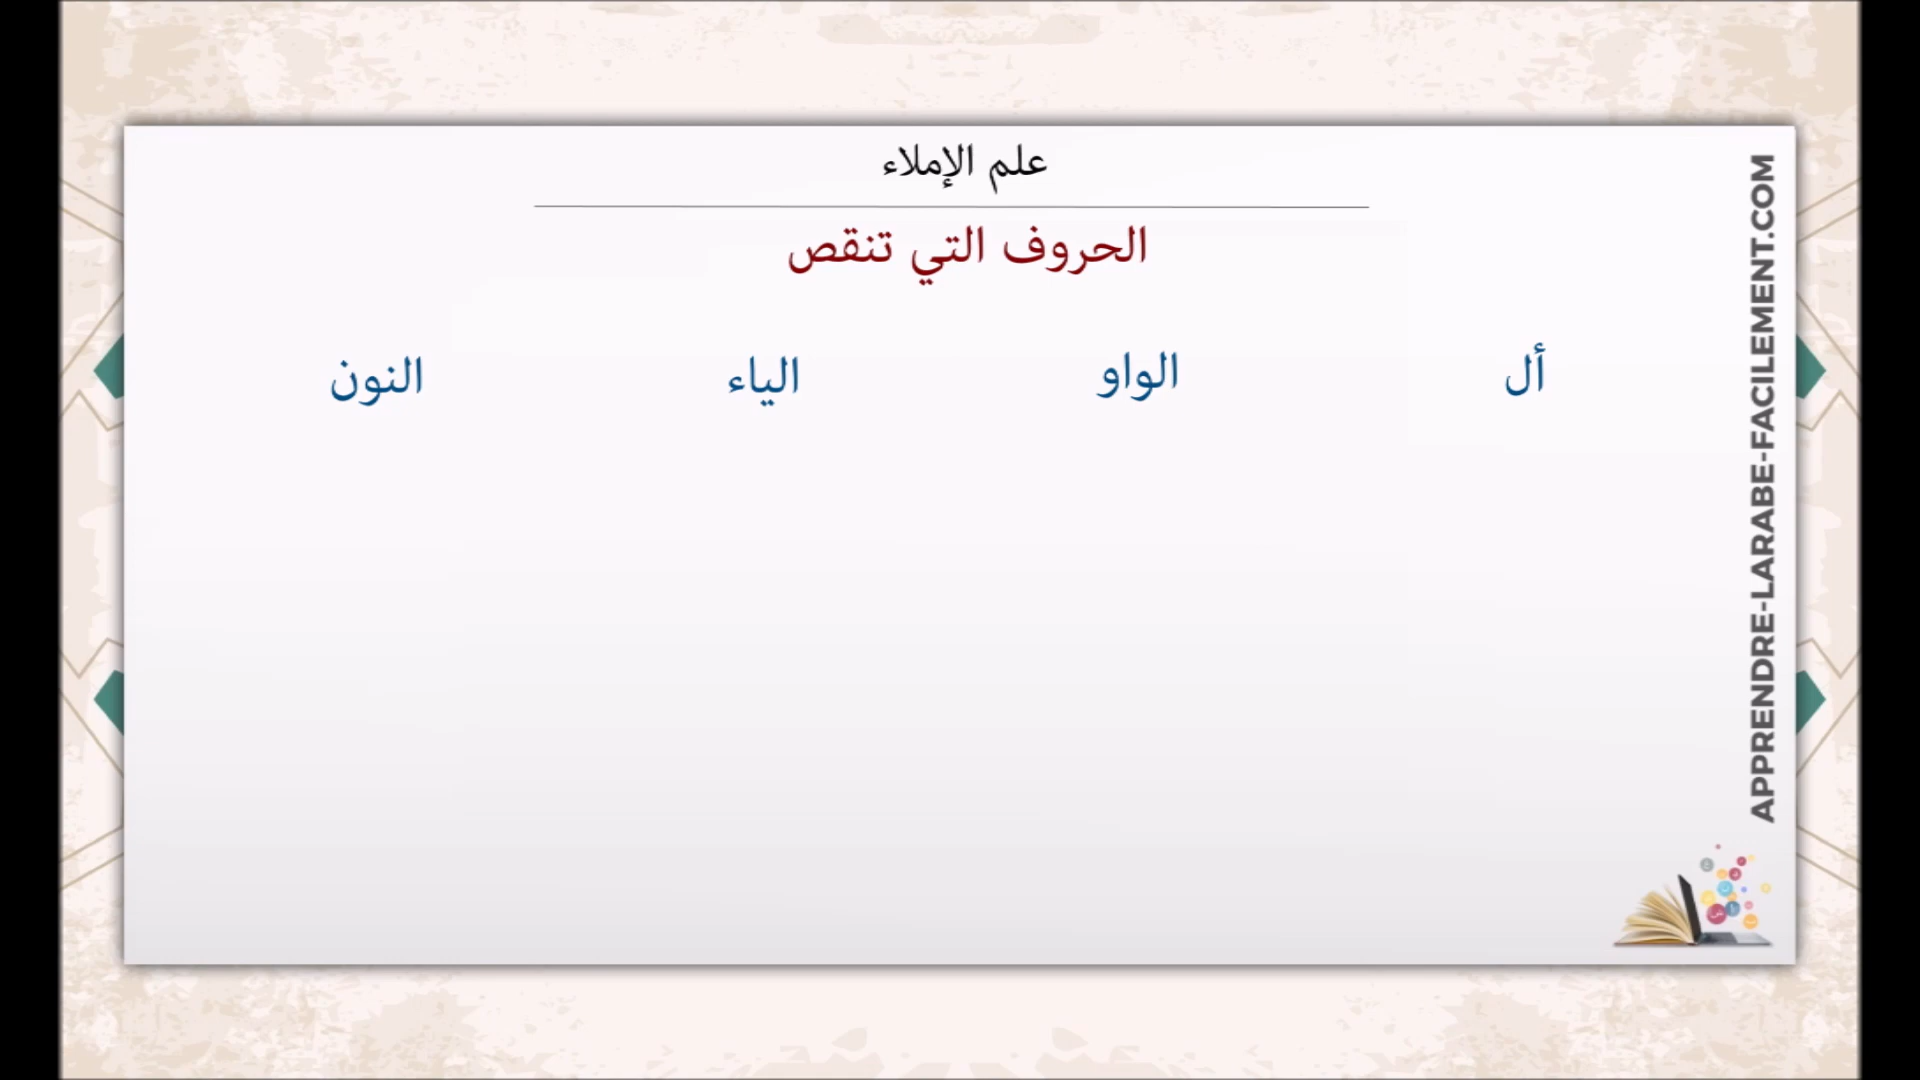 علم الإملاء
الحروف التي تنقص
أل الواو الياء النون
APPRENDRE-LARABE-FACILEMENT.COM